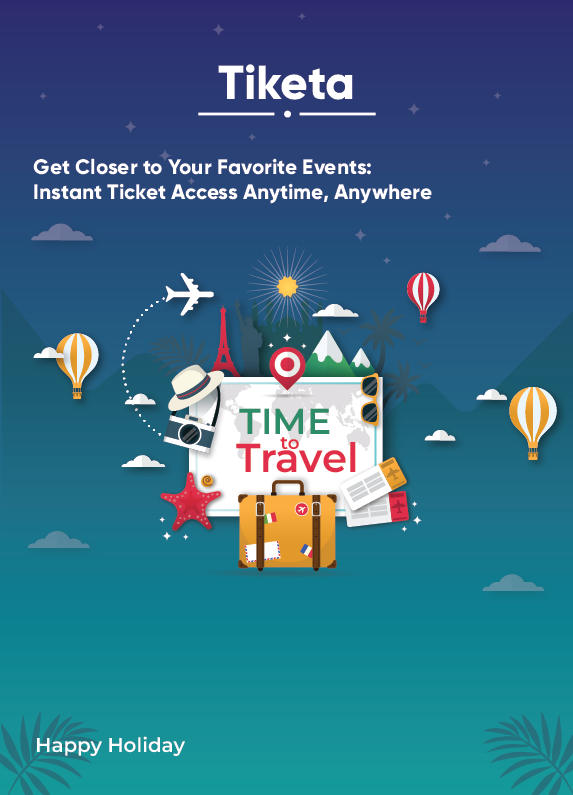 Tiketa
Get Closer to Your Favorite Events:
Instant Ticket Access Anytime, Anywhere
TIME
to
Travel
Happy Holiday